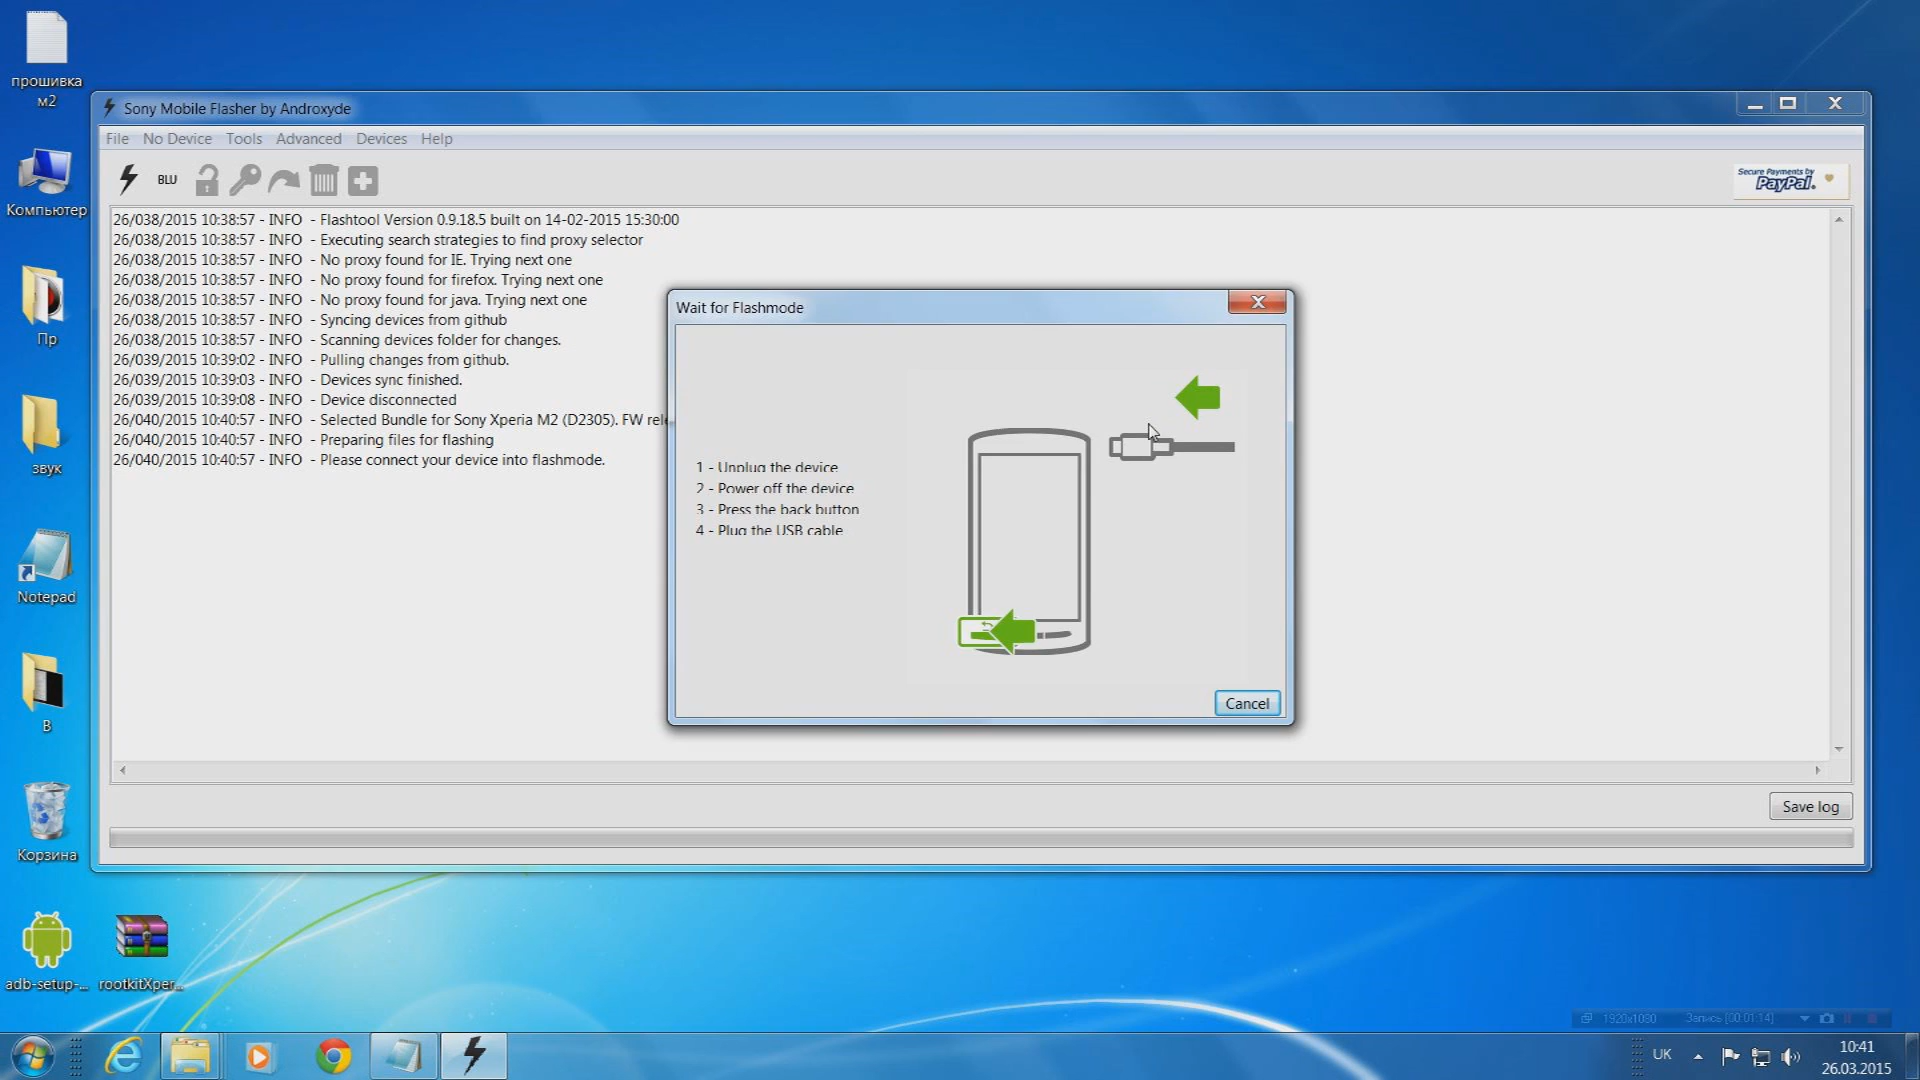 прошивка
м2
Компьютер
Пр
звук
Notepad
В
Корзина
adb-setup-...
rootkitXper...
Sony Mobile Flasher by Androxyde
File No Device Tools Advanced Devices Help
BLU
Secure Payments by
PayPal.
26/038/2015 10:38:57 - INFO - Flashtool Version 0.9.18.5 built on 14-02-2015 15:30:00
26/038/2015 10:38:57 - INFO - Executing search strategies to find proxy selector
26/038/2015 10:38:57 - INFO - No proxy found for IE. Trying next one
26/038/2015 10:38:57 - INFO - No proxy found for firefox. Trying next one
26/038/2015 10:38:57 - INFO - No proxy found for java. Trying next one
26/038/2015 10:38:57 - INFO - Syncing devices from github
26/038/2015 10:38:57 - INFO - Scanning devices folder for changes.
26/039/2015 10:39:02 - INFO - Pulling changes from github.
26/039/2015 10:39:03 - INFO - Devices sync finished.
26/039/2015 10:39:08 - INFO - Device disconnected
26/040/2015 10:40:57 - INFO - Selected Bundle for Sony Xperia M2 (D2305). FW rele
26/040/2015 10:40:57 - INFO - Preparing files for flashing
26/040/2015 10:40:57 - INFO - Please connect your device into flashmode.
Wait for Flashmode
1 - Unplug the device
2 - Power off the device
3 - Press the back button
4 - Plug the USB cable
Cancel
Save log
1920x1080 Запись [00:01:14]
UK
10:41
26.03.2015